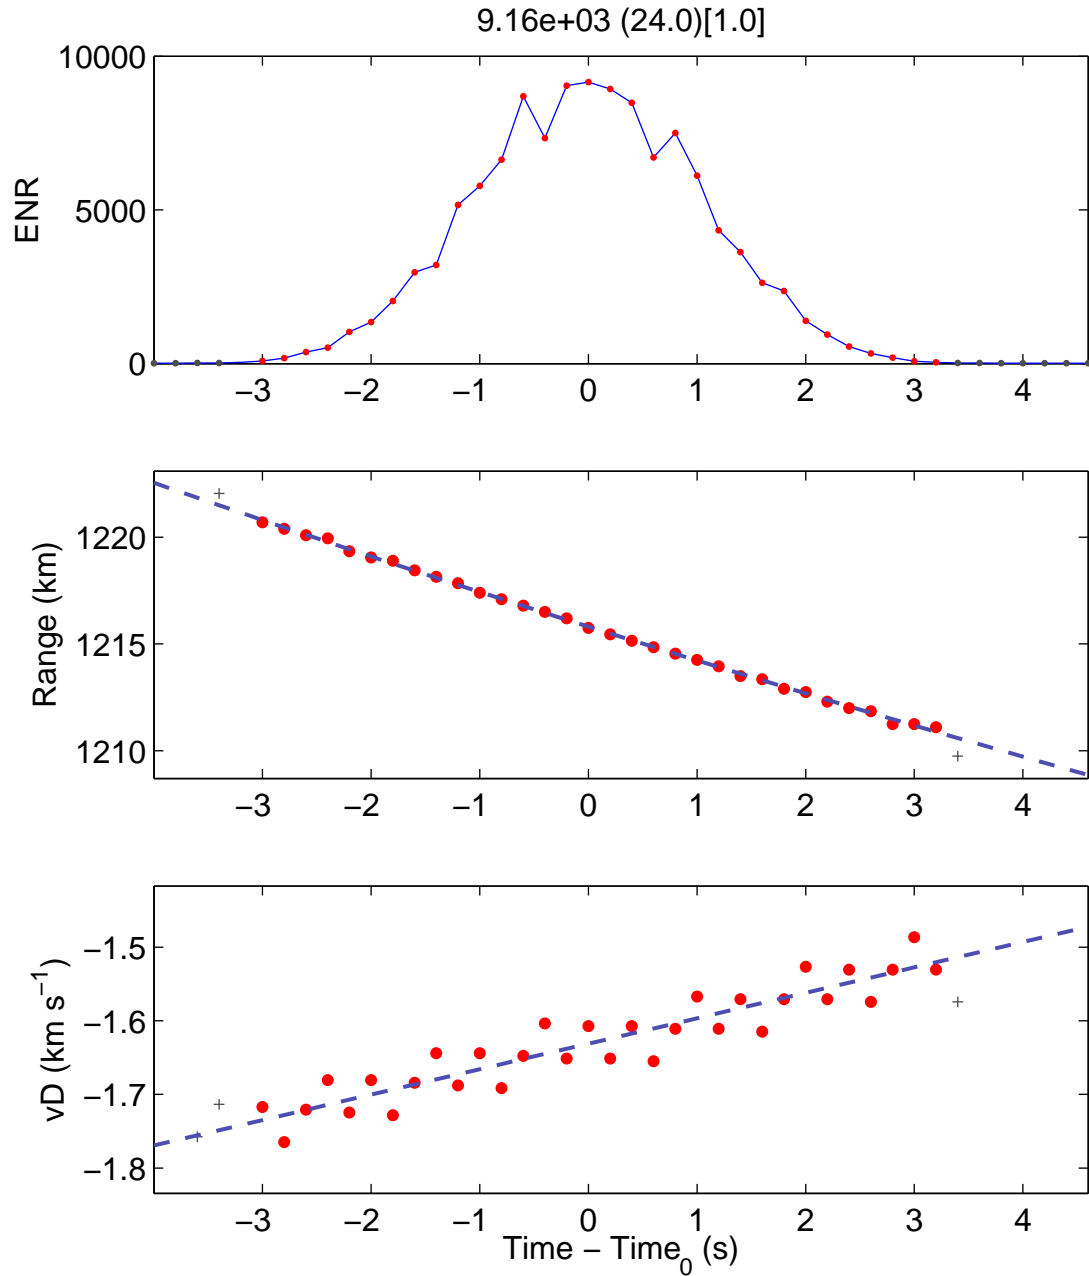 9.16e+03 (24.0)[1.0]
10000
5000
0
ENR
−3 −2 −1 0 1 2 3 4
1220
1215
1210
Range (km)
−3 −2 −1 0 1 2 3 4
−1.5
−1.6
−1.7
−1.8
vD (km s⁻¹)
−3 −2 −1 0 1 2 3 4
Time − Time₀ (s)